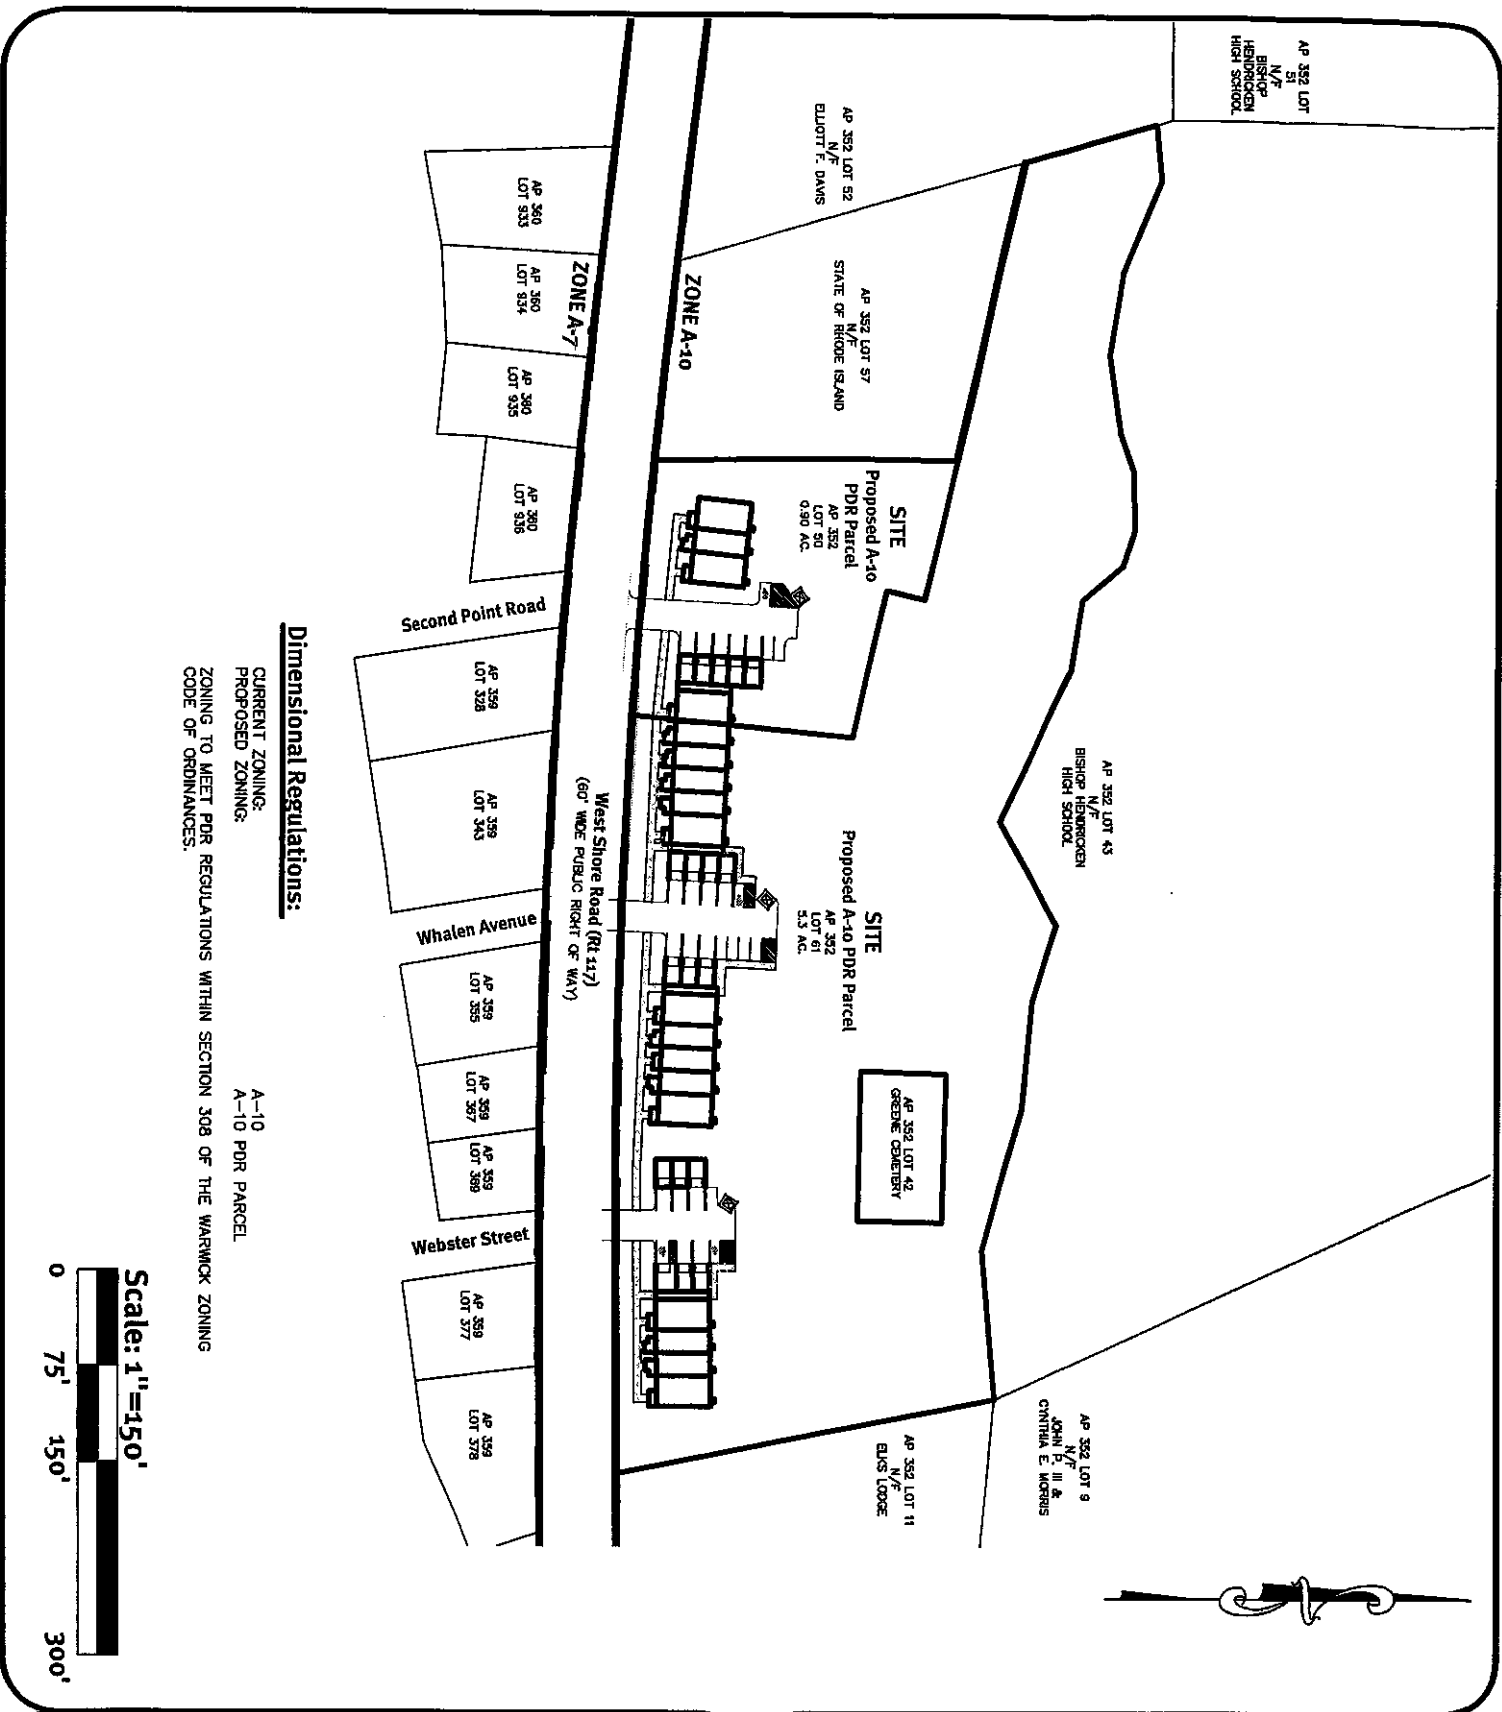 AP 352 LOT
51
N/F
BISHOP
HENDRICKEN
HIGH SCHOOL
AP 352 LOT 52
N/F
ELLIOTT F. DAVIS
AP 352 LOT 57
N/F
STATE OF RHODE ISLAND
ZONE A-10
ZONE A-7
AP 360
LOT 933
AP 360
LOT 934
AP 360
LOT 935
AP 360
LOT 936
SITE
Proposed A-10
PDR Parcel
AP 352
LOT 50
0.90 AC.
AP 352 LOT 43
N/F
BISHOP HENDRICKEN
HIGH SCHOOL
SITE
Proposed A-10 PDR Parcel
AP 352
LOT 61
5.3 AC.
AP 352 LOT 42
GREENE CEMETERY
West Shore Road (Rt 117)
(60' WIDE PUBLIC RIGHT OF WAY)
Second Point Road
AP 359
LOT 328
AP 359
LOT 343
Whalen Avenue
AP 359
LOT 355
AP 359
LOT 367
AP 359
LOT 369
Webster Street
AP 359
LOT 377
AP 359
LOT 378
AP 352 LOT 9
N/F
JOHN P. III &
CYNTHIA E. MORRIS
AP 352 LOT 11
N/F
ELKS LODGE
Dimensional Regulations:
CURRENT ZONING: A-10
PROPOSED ZONING: A-10 PDR PARCEL
ZONING TO MEET PDR REGULATIONS WITHIN SECTION 308 OF THE WARWICK ZONING
CODE OF ORDINANCES.
Scale: 1"=150'
0 75' 150' 300'